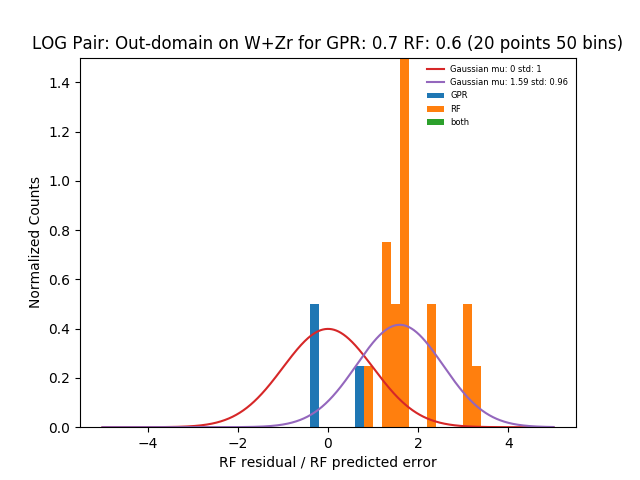 LOG Pair: Out-domain on W+Zr for GPR: 0.7 RF: 0.6 (20 points 50 bins)
Gaussian mu: 0 std: 1
Gaussian mu: 1.59 std: 0.96
GPR
RF
both
Normalized Counts
1.4
1.2
1.0
0.8
0.6
0.4
0.2
0.0
−4 −2 0 2 4
RF residual / RF predicted error